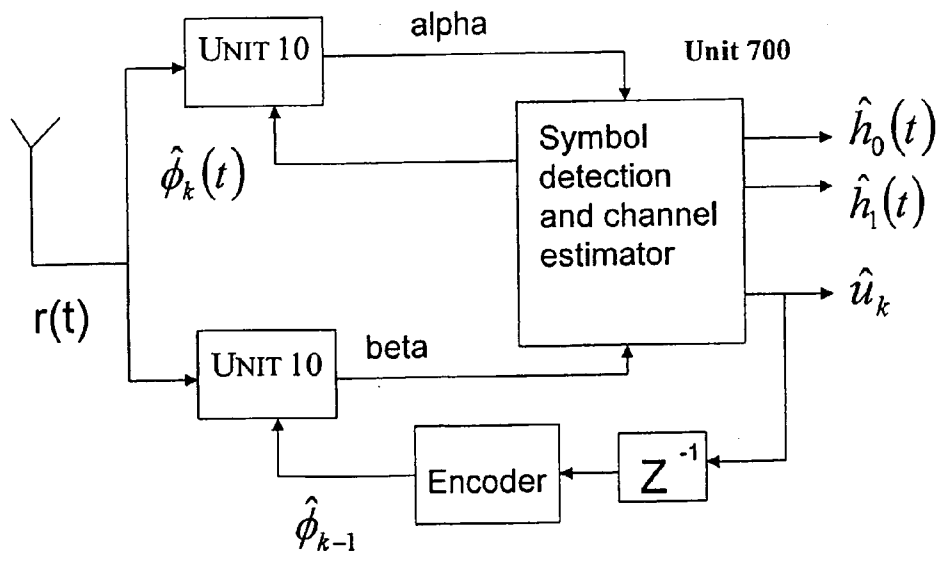 alpha
UNIT 10
Unit 700
Symbol
detection
and channel
estimator
ĥ₀(t)
ĥ₁(t)
ûₖ
ϕ̂ₖ(t)
r(t)
UNIT 10
beta
Encoder
Z⁻¹
ϕ̂ₖ₋₁